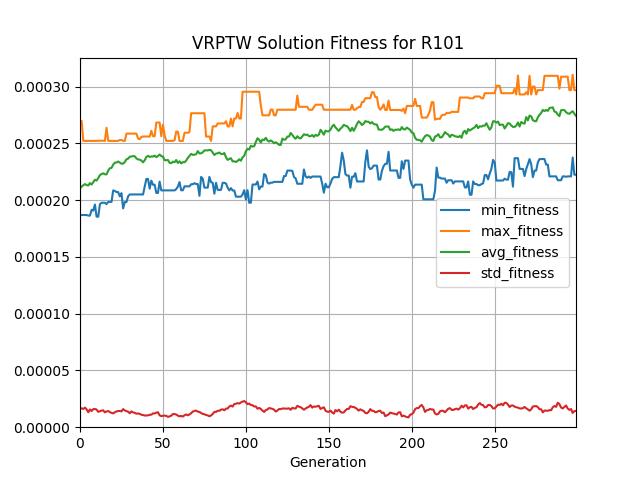 VRPTW Solution Fitness for R101
0.00030
0.00025
0.00020
0.00015
0.00010
0.00005
0.00000
min_fitness
max_fitness
avg_fitness
std_fitness
0 50 100 150 200 250
Generation